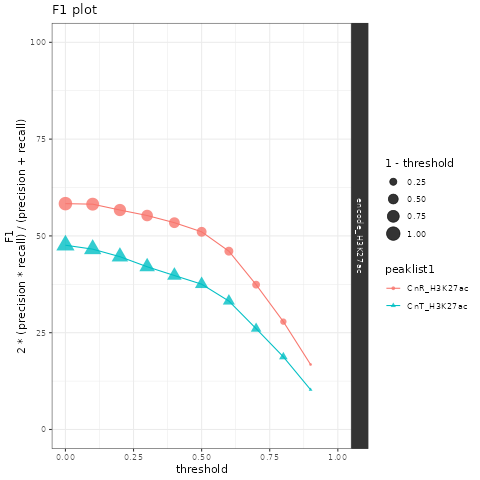 F1 plot
100
75
50
25
0
F1
2 * (precision * recall) / (precision + recall)
0.00
0.25
0.50
0.75
1.00
threshold
encode_H3K27ac
1 - threshold
0.25
0.50
0.75
1.00
peaklist1
CnR_H3K27ac
CnT_H3K27ac